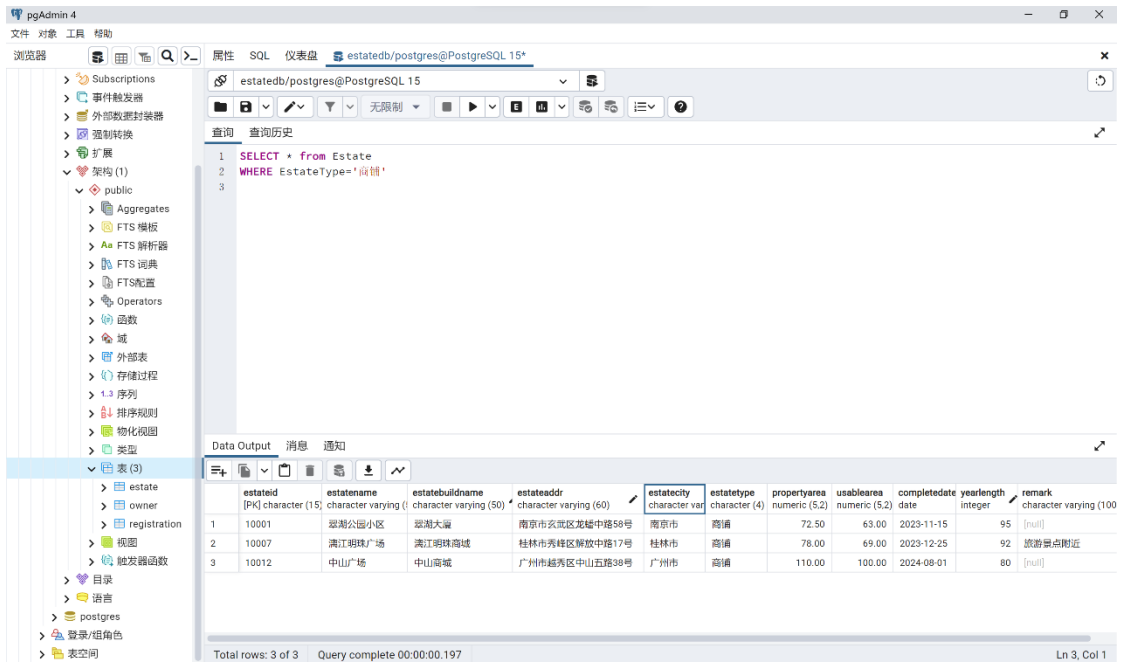 pgAdmin 4
文件 对象 工具 帮助
浏览器
属性 SQL 仪表盘 estatedb/postgres@PostgreSQL 15*
Subscriptions
事件触发器
外部数据封装器
强制转换
扩展
架构 (1)
public
Aggregates
FTS 模板
Aa FTS 解析器
FTS 词典
FTS配置
Operators
函数
域
外部表
存储过程
1..3 序列
排序规则
物化视图
类型
表 (3)
estate
owner
registration
视图
触发器函数
目录
语言
postgres
登录/组角色
表空间
estatedb/postgres@PostgreSQL 15
无限制
查询 查询历史
1 SELECT * from Estate
2 WHERE EstateType='商铺'
3
Data Output 消息 通知
estateid estatename estatebuildname estateaddr estatecity estatetype propertyarea usablearea completedate yearlength remark
[PK] character (15) character varying (5 character varying (50) character varying (60) character var character (4) numeric (5,2) numeric (5,2) date integer character varying (100
1 10001 翠湖公园小区 翠湖大厦 南京市玄武区龙蟠中路58号 南京市 商铺 72.50 63.00 2023-11-15 95 [null]
2 10007 漓江明珠广场 漓江明珠商城 桂林市秀峰区解放中路17号 桂林市 商铺 78.00 69.00 2023-12-25 92 旅游景点附近
3 10012 中山广场 中山商城 广州市越秀区中山五路38号 广州市 商铺 110.00 100.00 2024-08-01 80 [null]
Total rows: 3 of 3 Query complete 00:00:00.197 Ln 3, Col 1